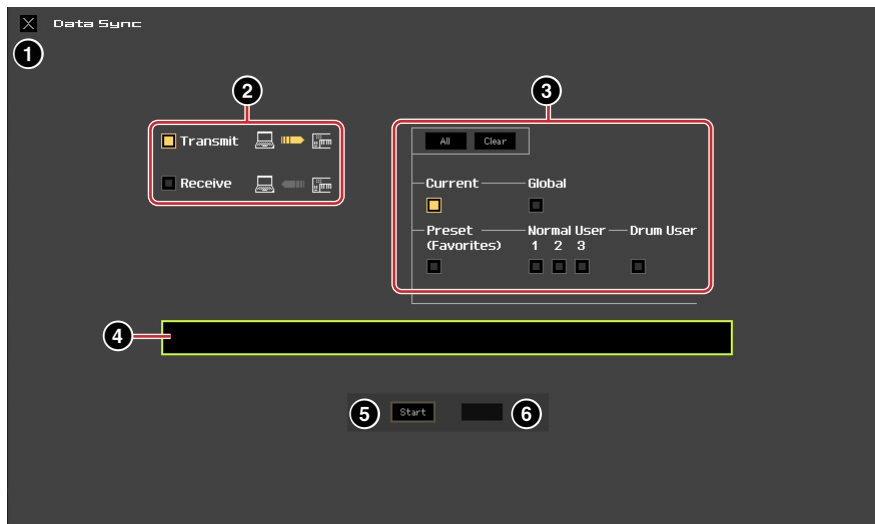 Data Sync
1
2
3
Transmit
Receive
All Clear
Current Global
Preset Normal User Drum User
(Favorites) 1 2 3
4
5 Start 6